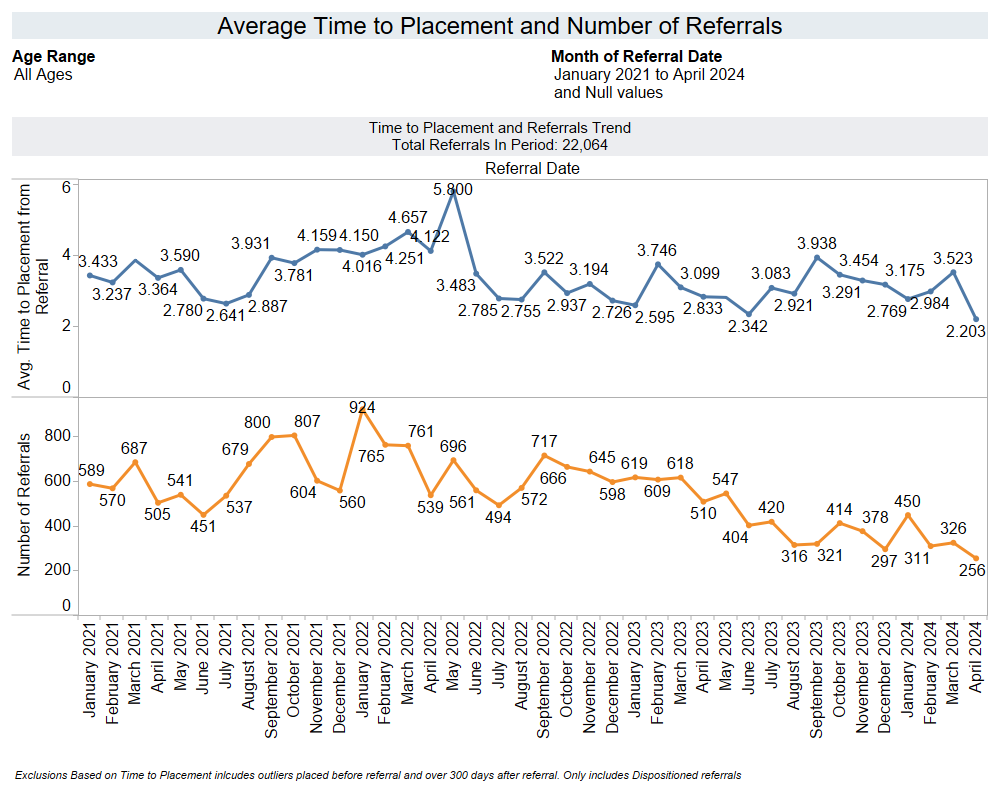 Average Time to Placement and Number of Referrals
Age Range
All Ages
Month of Referral Date
January 2021 to April 2024
and Null values
Time to Placement and Referrals Trend
Total Referrals In Period: 22,064
Referral Date
Avg. Time to Placement from
Referral
6
4
2
0
3.433
3.237
3.364
3.590
2.780
2.641
2.887
3.931
3.781
4.159
4.150
4.016
4.251
4.657
4.122
5.800
3.483
2.785
2.755
3.522
2.937
3.194
2.726
2.595
3.746
3.099
2.833
2.342
3.083
2.921
3.938
3.291
3.454
2.769
3.175
2.984
3.523
2.203
Number of Referrals
800
600
400
200
0
589
570
687
505
541
451
537
679
800
807
604
560
924
765
761
539
696
561
494
572
717
666
645
598
619
609
618
510
547
404
420
316
321
414
378
297
450
311
326
256
January 2021
February 2021
March 2021
April 2021
May 2021
June 2021
July 2021
August 2021
September 2021
October 2021
November 2021
December 2021
January 2022
February 2022
March 2022
April 2022
May 2022
June 2022
July 2022
August 2022
September 2022
October 2022
November 2022
December 2022
January 2023
February 2023
March 2023
April 2023
May 2023
June 2023
July 2023
August 2023
September 2023
October 2023
November 2023
December 2023
January 2024
February 2024
March 2024
April 2024
Exclusions Based on Time to Placement inlcudes outliers placed before referral and over 300 days after referral. Only includes Dispositioned referrals